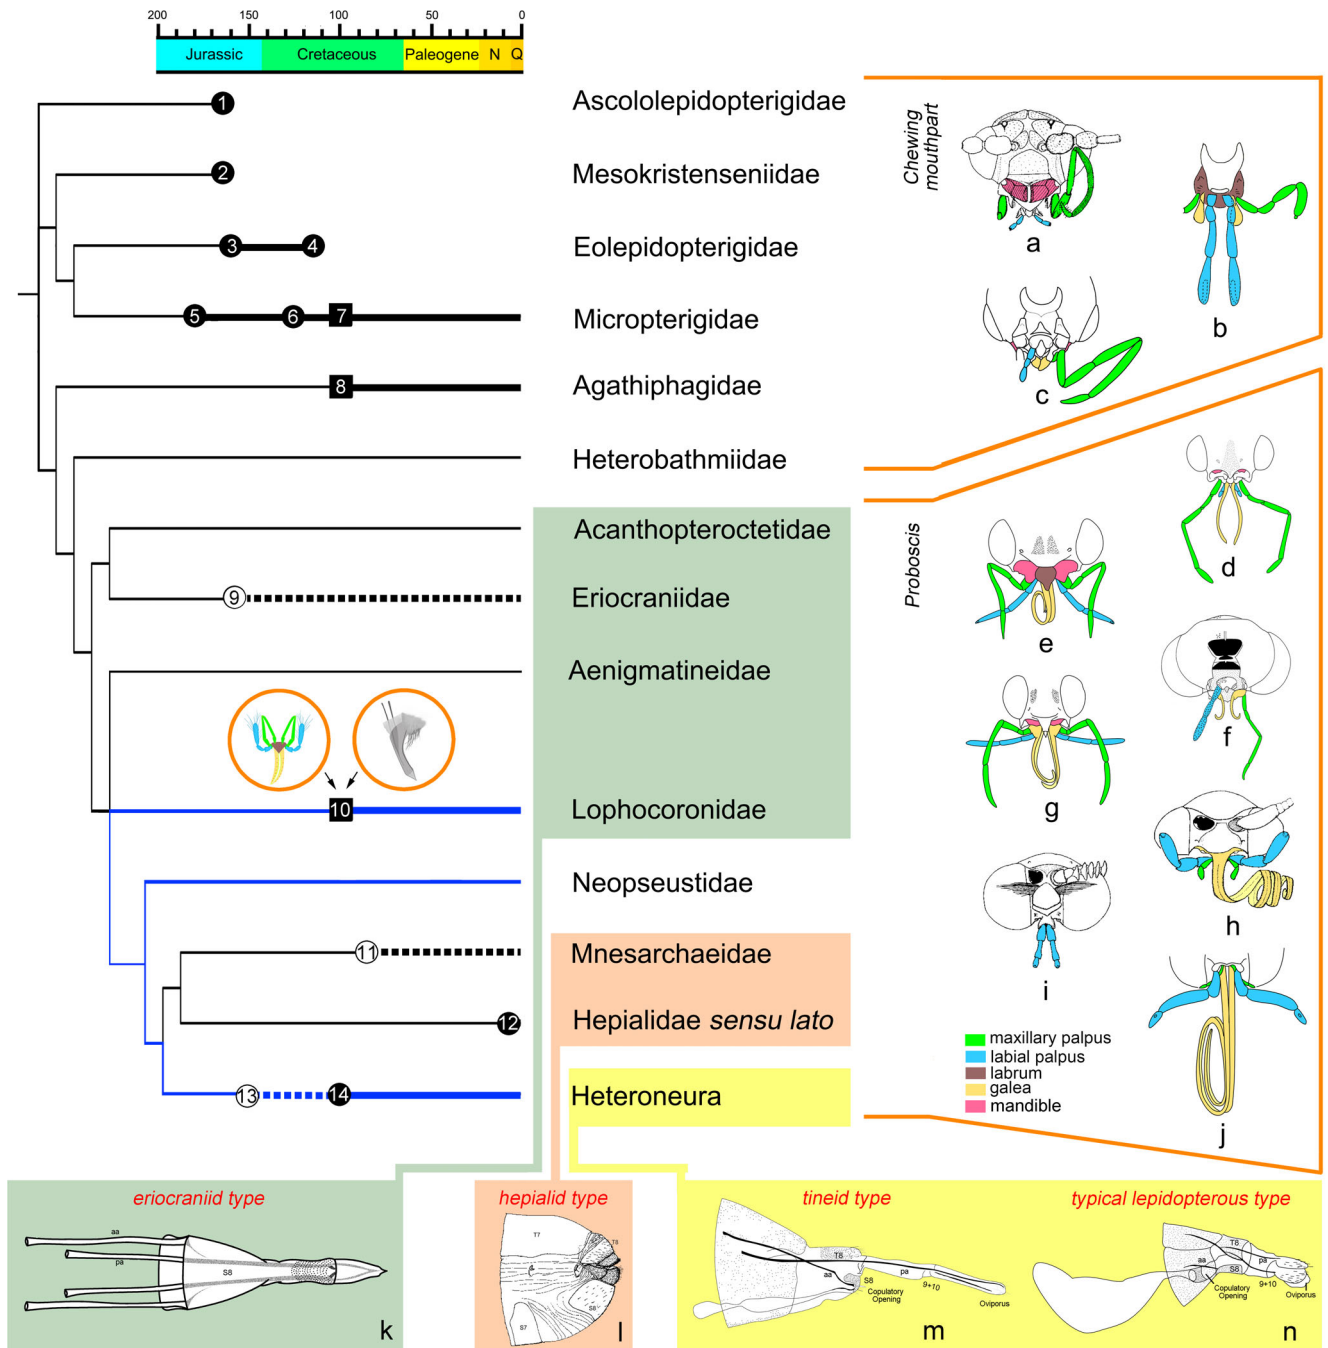 200 150 100 50 0
Jurassic Cretaceous Paleogene N Q
1 Ascololepidopterigidae
2 Mesokristenseniidae
3 4 Eolepidopterigidae
5 6 7 Micropterigidae
8 Agathiphagidae
Heterobathmiidae
Acanthopteroctetidae
9 Eriocraniidae
Aenigmatineidae
10 Lophocoronidae
Neopseustidae
11 Mnesarchaeidae
12 Hepialidae sensu lato
13 14 Heteroneura
Chewing
mouthpart
a
b
c
Proboscis
d
e
f
g
h
i
j
maxillary palpus
labial palpus
labrum
galea
mandible
eriocraniid type
aa
pa
S8
k
hepialid type
T7
T8
S8
S7
l
tineid type
T8
aa
S8
Copulatory
Opening
pa
9+10
Oviporus
m
typical lepidopterous type
T8
aa
S8
pa
Copulatory
Opening
9+10
Oviporus
n